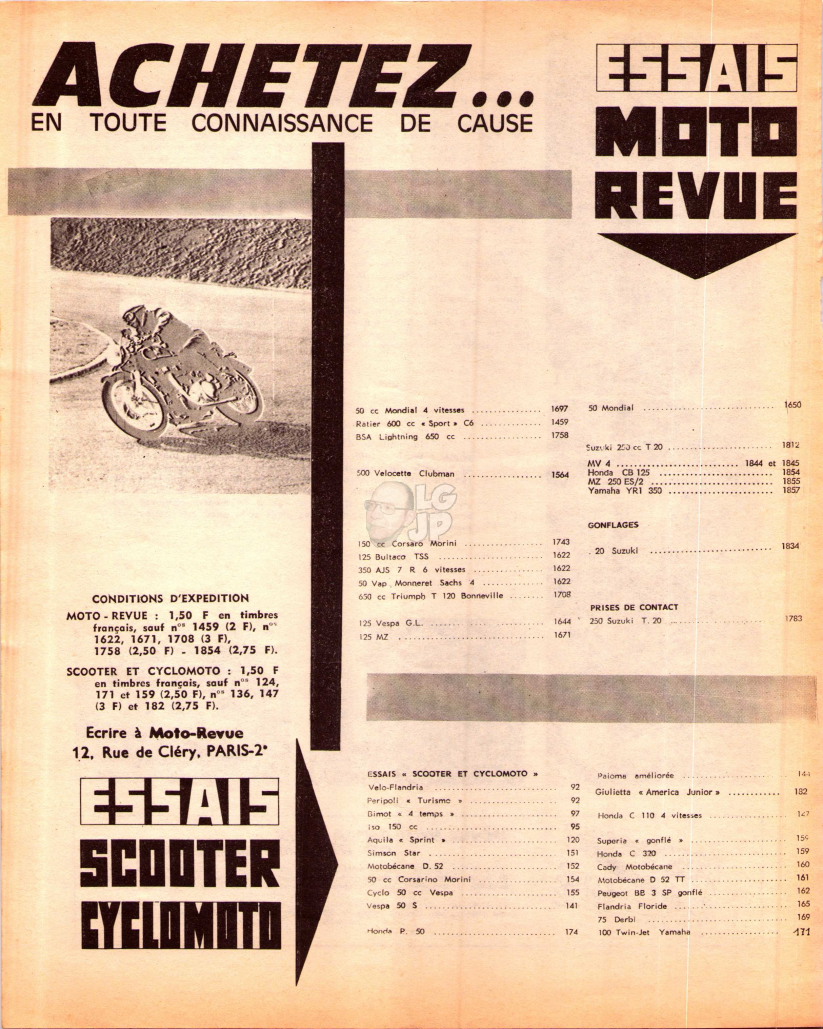 ACHETEZ...
EN TOUTE CONNAISSANCE DE CAUSE
ESSAIS
MOTO
REVUE
50 cc Mondial 4 vitesses ................ 1697
Ratier 600 cc « Sport » C6 ............. 1459
BSA Lightning 650 cc ................ 1758
500 Velocette Clubman ................ 1564
150 cc Corsaro Morini ................ 1743
125 Bultaco TSS ................ 1622
350 AJS 7 R 6 vitesses ................ 1622
50 Vap Monneret Sachs 4 ............. 1622
650 cc Triumph T 120 Bonneville ........ 1708
125 Vespa G.L. ................ 1644
125 MZ ................ 1671
50 Mondial ................ 1650
Suzuki 250 cc T 20 ................ 1812
MV 4 ................ 1844 et 1845
Honda CB 125 ................ 1854
MZ 250 ES/2 ................ 1855
Yamaha YR1 350 ................ 1857
GONFLAGES
. 20 Suzuki ................ 1834
PRISES DE CONTACT
250 Suzuki T. 20 ................ 1783
LG
JP
CONDITIONS D'EXPEDITION
MOTO - REVUE : 1,50 F en timbres
français, sauf nos 1459 (2 F), nos
1622, 1671, 1708 (3 F),
1758 (2,50 F) - 1854 (2,75 F).
SCOOTER ET CYCLOMOTO : 1,50 F
en timbres français, sauf nos 124,
171 et 159 (2,50 F), nos 136, 147
(3 F) et 182 (2,75 F).
Ecrire à Moto-Revue
12, Rue de Cléry, PARIS-2e
ESSAIS
SCOOTER
CYCLOMOTO
ESSAIS « SCOOTER ET CYCLOMOTO »
Velo-Flandria ................ 92
Peripoli « Turismo » ................ 92
Bimot « 4 temps » ................ 97
Iso 150 cc ................ 95
Aquila « Sprint » ................ 120
Simson Star ................ 151
Motobécane D. 52 ................ 152
50 cc Corsarino Morini ................ 154
Cyclo 50 cc Vespa ................ 155
Vespa 50 S ................ 141
Honda P. 50 ................ 174
Palome améliorée ................ 144
Giulietta « America Junior » ............ 182
Honda C 110 4 vitesses ................ 147
Superia « gonflé » ................ 159
Honda C 320 ................ 159
Cady Motobécane ................ 160
Motobécane D 52 TT ................ 161
Peugeot BB 3 SP gonflé ................ 162
Flandria Floride ................ 165
75 Derbi ................ 169
100 Twin-Jet Yamaha ................ 171